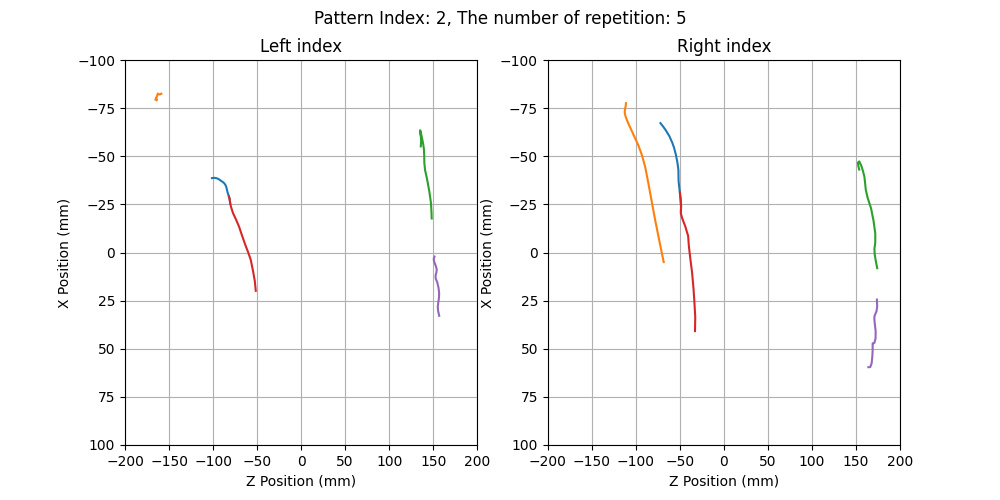 Pattern Index: 2, The number of repetition: 5
Left index
Right index
−100
−75
−50
−25
0
25
50
75
100
−200 −150 −100 −50 0 50 100 150 200
Z Position (mm)
X Position (mm)
−100
−75
−50
−25
0
25
50
75
100
−200 −150 −100 −50 0 50 100 150 200
Z Position (mm)
X Position (mm)